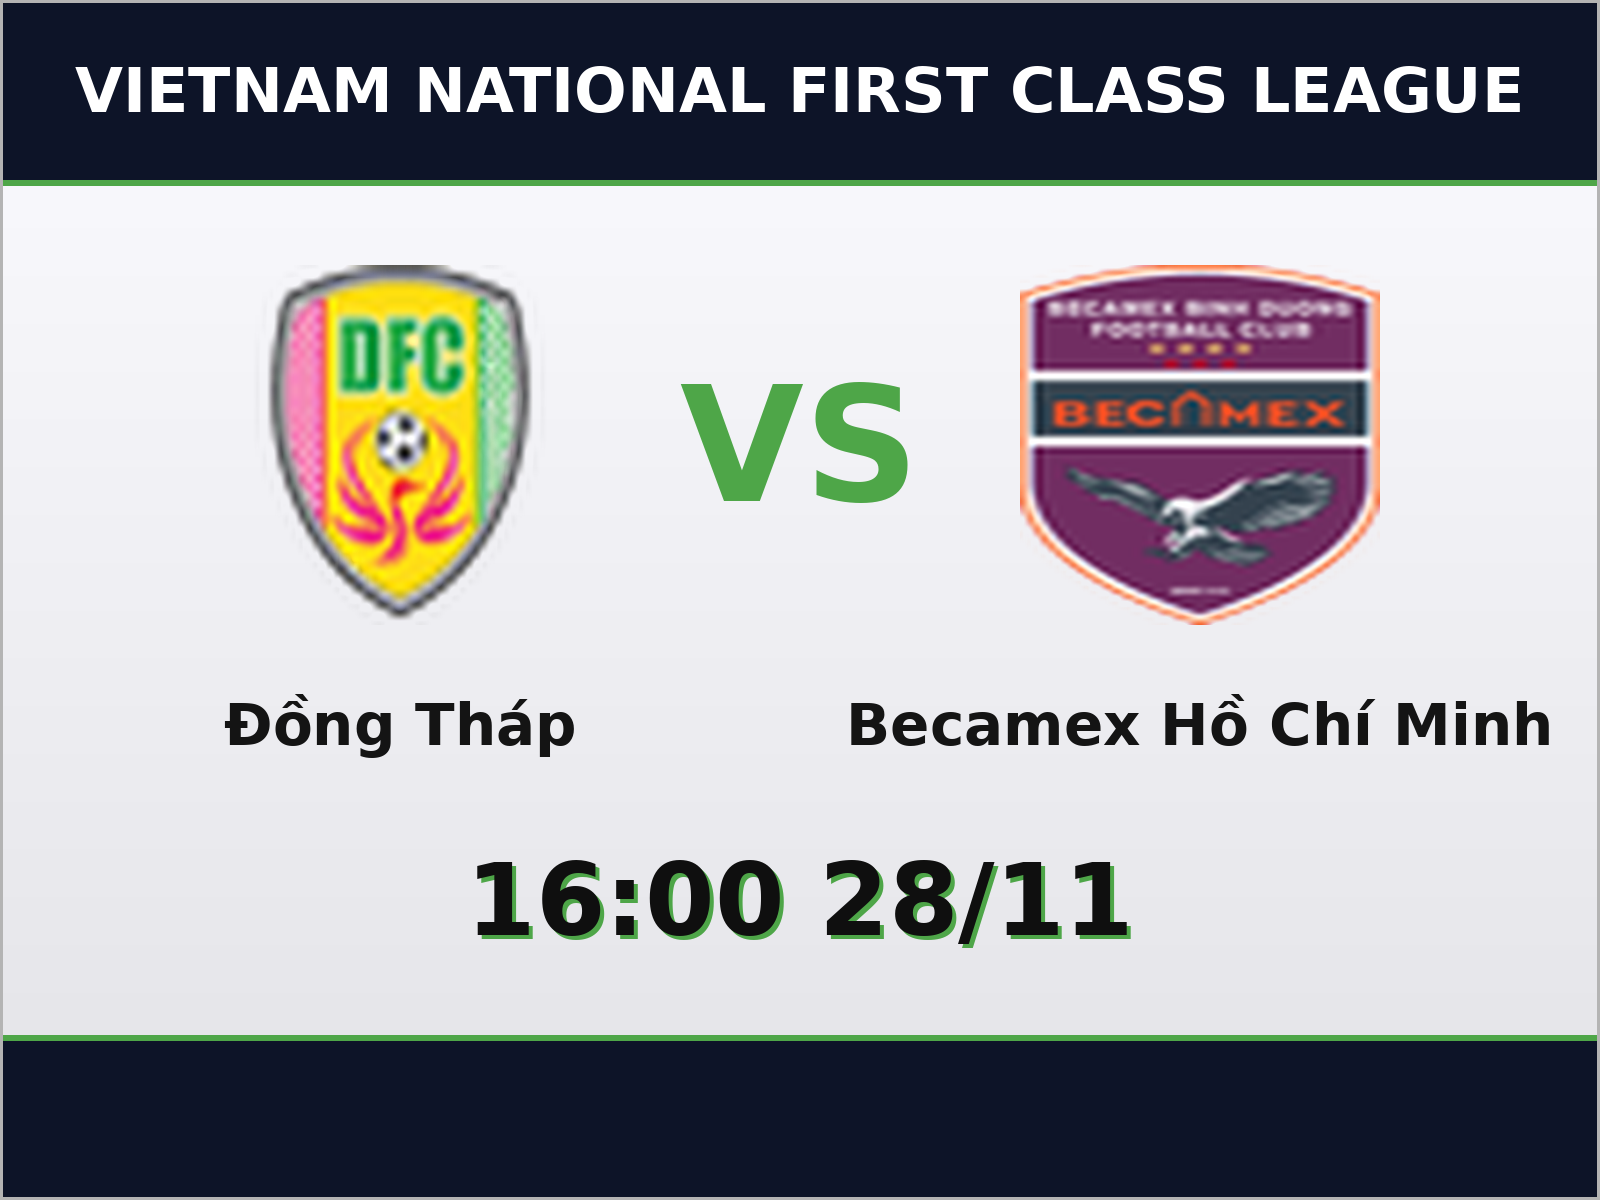 VIETNAM NATIONAL FIRST CLASS LEAGUE
DFC
VS
BECAMEX BINH DUONG
FOOTBALL CLUB
BECAMEX
Đồng Tháp
Becamex Hồ Chí Minh
16:00 28/11